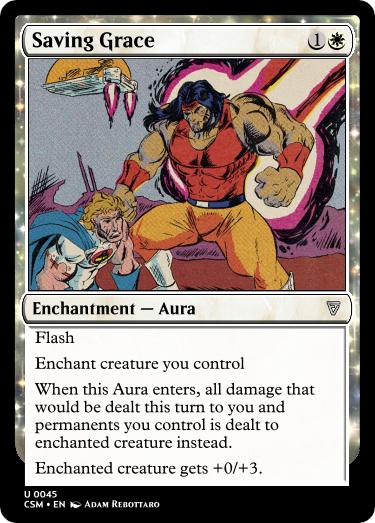 Saving Grace 1
Enchantment — Aura
Flash
Enchant creature you control
When this Aura enters, all damage that
would be dealt this turn to you and
permanents you control is dealt to
enchanted creature instead.
Enchanted creature gets +0/+3.
U 0045
CSM • EN ADAM REBOTTARO